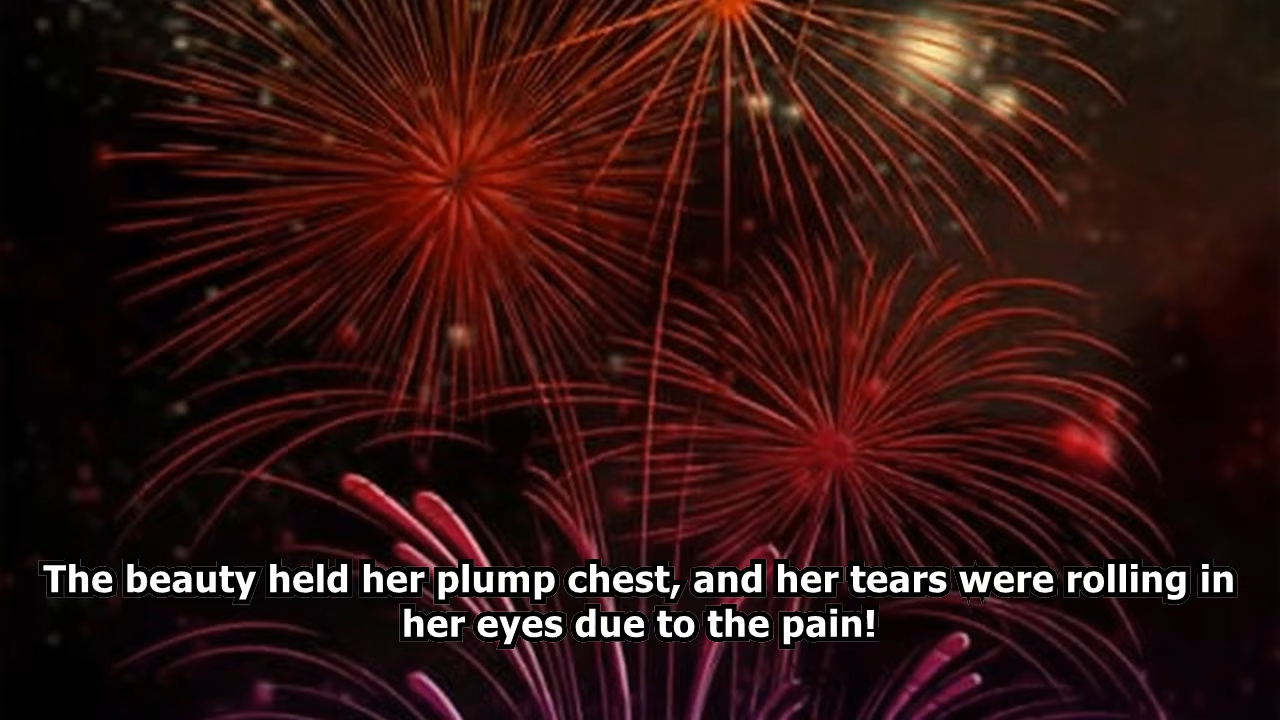 The beauty held her plump chest, and her tears were rolling in
her eyes due to the pain!